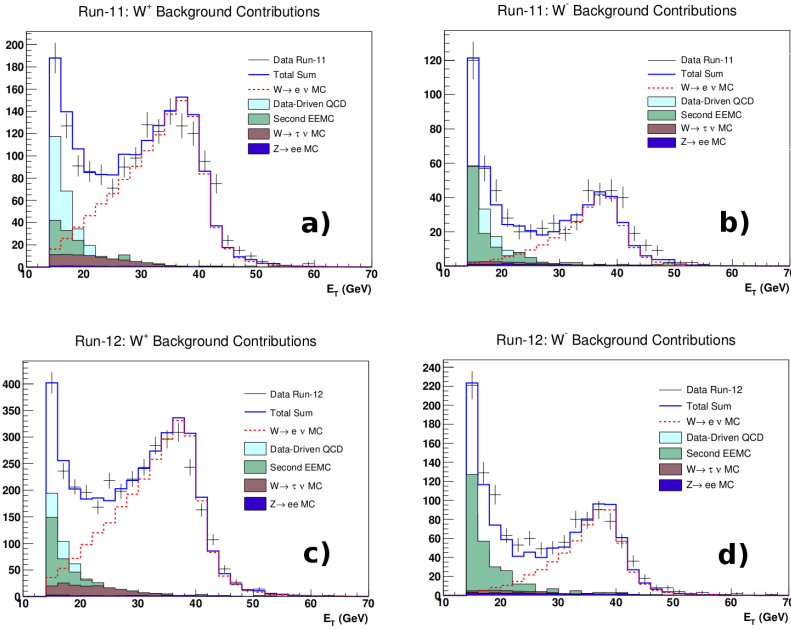 Run-11: W⁺ Background Contributions
200
180
160
140
120
100
80
60
40
20
0
10 20 30 40 50 60 70
E_T (GeV)
Data Run-11
Total Sum
W→ e ν MC
Data-Driven QCD
Second EEMC
W→ τ ν MC
Z→ ee MC
a)
Run-11: W⁻ Background Contributions
120
100
80
60
40
20
0
10 20 30 40 50 60 70
E_T (GeV)
Data Run-11
Total Sum
W→ e ν MC
Data-Driven QCD
Second EEMC
W→ τ ν MC
Z→ ee MC
b)
Run-12: W⁺ Background Contributions
400
350
300
250
200
150
100
50
0
10 20 30 40 50 60 70
E_T (GeV)
Data Run-12
Total Sum
W→ e ν MC
Data-Driven QCD
Second EEMC
W→ τ ν MC
Z→ ee MC
c)
Run-12: W⁻ Background Contributions
240
220
200
180
160
140
120
100
80
60
40
20
0
10 20 30 40 50 60 70
E_T (GeV)
Data Run-12
Total Sum
W→ e ν MC
Data-Driven QCD
Second EEMC
W→ τ ν MC
Z→ ee MC
d)